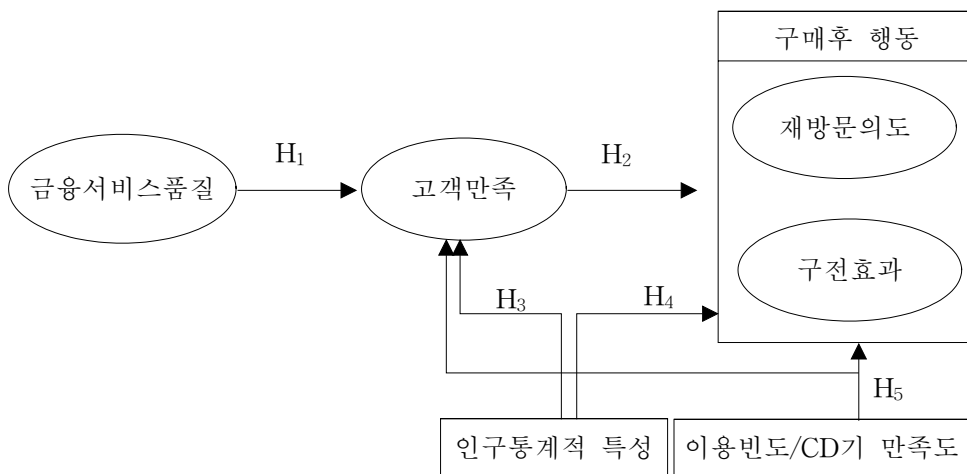 구매후 행동
재방문의도
H₁
H₂
금융서비스품질
고객만족
구전효과
H₃
H₄
H₅
인구통계적 특성
이용빈도/CD기 만족도